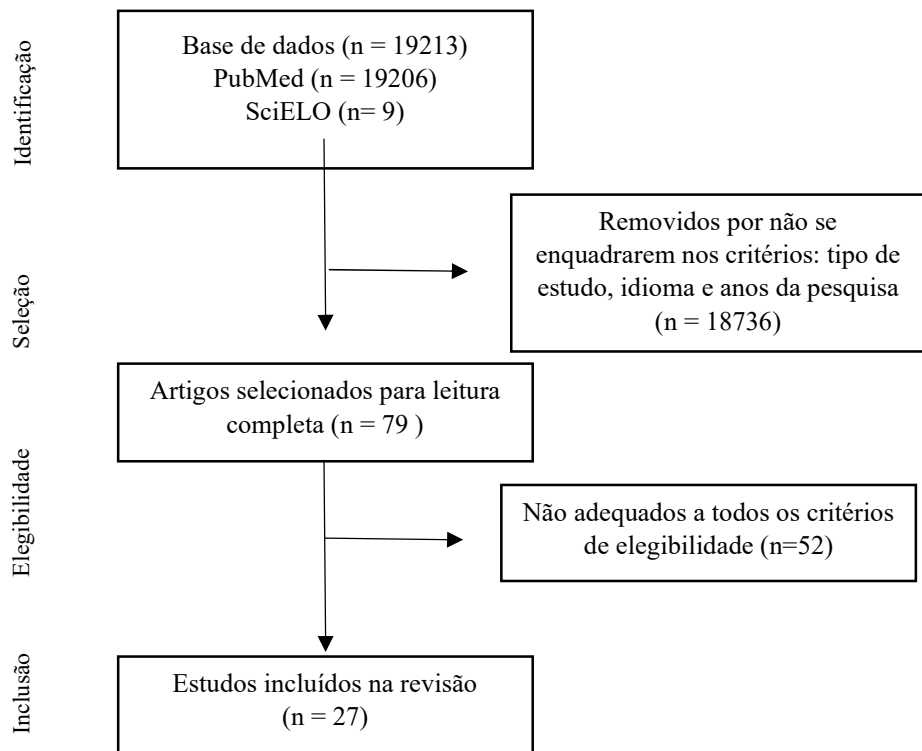 Identificação
Base de dados (n = 19213)
PubMed (n = 19206)
SciELO (n= 9)
Seleção
Removidos por não se
enquadrarem nos critérios: tipo de
estudo, idioma e anos da pesquisa
(n = 18736)
Artigos selecionados para leitura
completa (n = 79 )
Elegibilidade
Não adequados a todos os critérios
de elegibilidade (n=52)
Inclusão
Estudos incluídos na revisão
(n = 27)